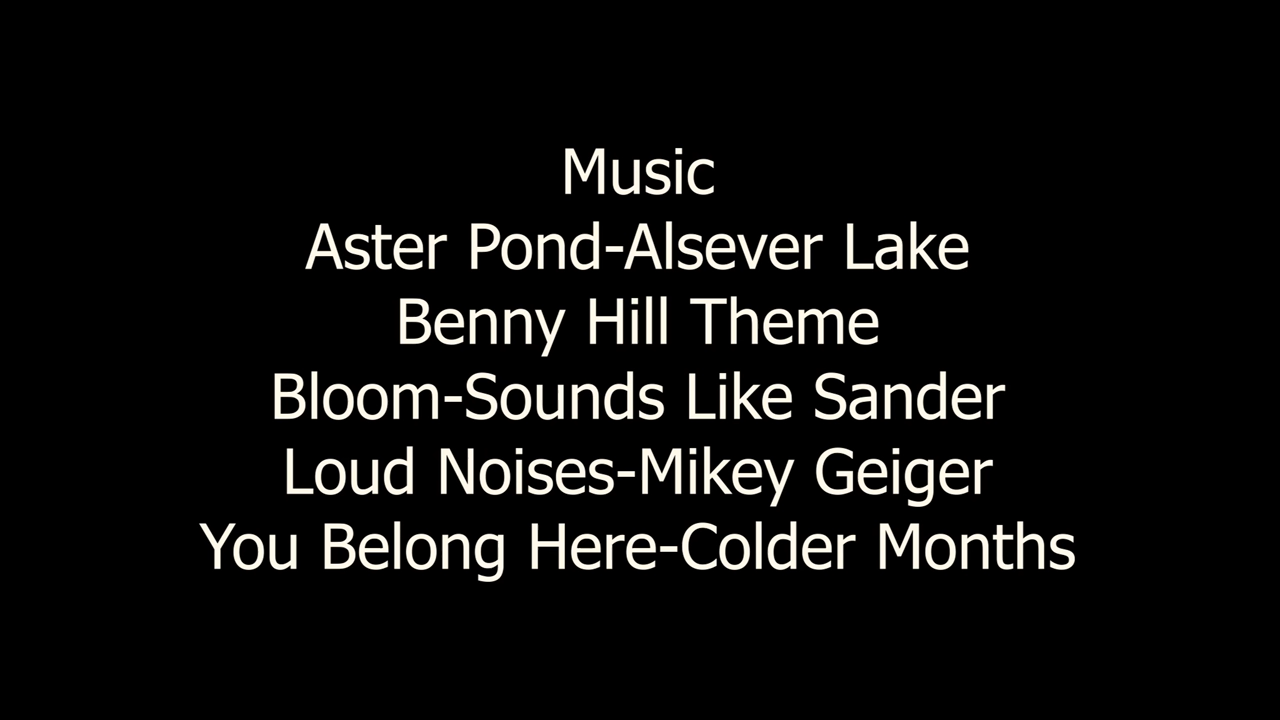 Music
Aster Pond-Alsever Lake
Benny Hill Theme
Bloom-Sounds Like Sander
Loud Noises-Mikey Geiger
You Belong Here-Colder Months